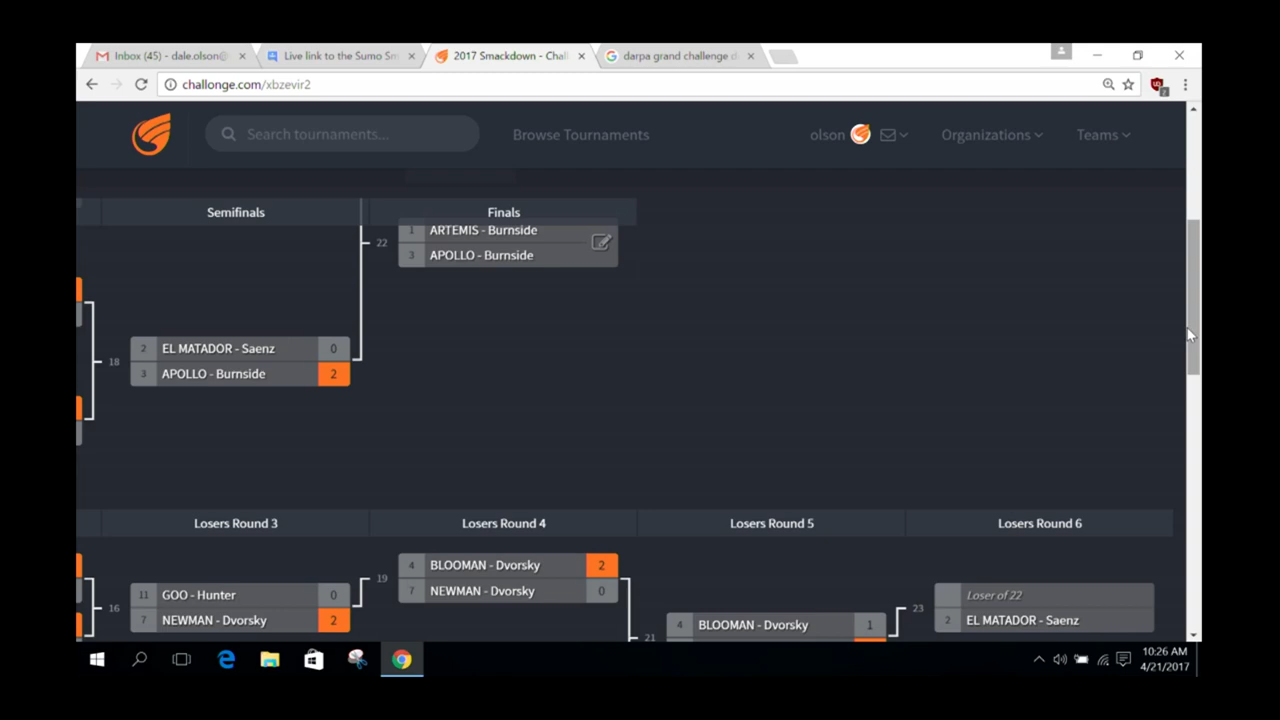 Inbox (45) - dale.olson@
Live link to the Sumo Sm
2017 Smackdown - Chall
darpa grand challenge d
challonge.com/xbzevir2
Search tournaments...
Browse Tournaments
olson
Organizations
Teams
Semifinals
Finals
22
1 ARTEMIS - Burnside
3 APOLLO - Burnside
18
2 EL MATADOR - Saenz 0
3 APOLLO - Burnside 2
Losers Round 3
Losers Round 4
Losers Round 5
Losers Round 6
16
11 GOO - Hunter 0
7 NEWMAN - Dvorsky 2
19
4 BLOOMAN - Dvorsky 2
7 NEWMAN - Dvorsky 0
21
4 BLOOMAN - Dvorsky 1
23
Loser of 22
2 EL MATADOR - Saenz
10:26 AM
4/21/2017